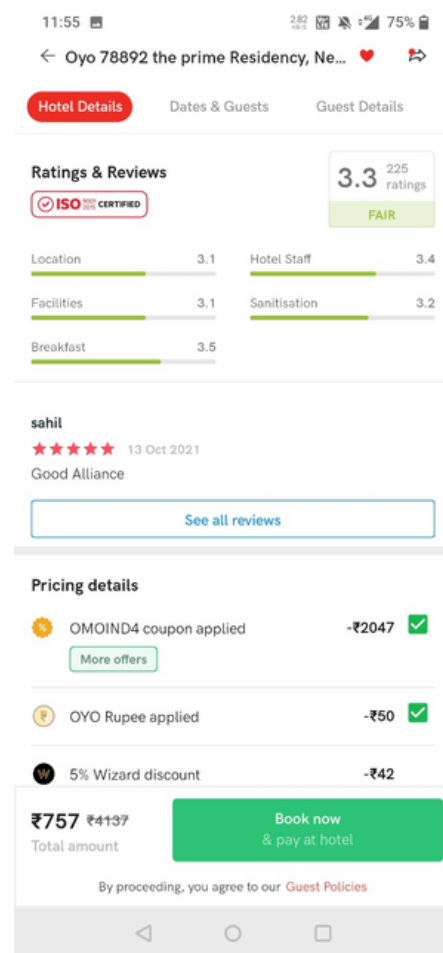 11:55
2.82
KB/S
4G
75%
Oyo 78892 the prime Residency, Ne...
Hotel Details
Dates & Guests
Guest Details
Ratings & Reviews
3.3
225
ratings
ISO
CERTIFIED
FAIR
Location 3.1
Hotel Staff 3.4
Facilities 3.1
Sanitisation 3.2
Breakfast 3.5
sahil
13 Oct 2021
Good Alliance
See all reviews
Pricing details
OMOIND4 coupon applied
-₹2047
More offers
OYO Rupee applied
-₹50
W
5% Wizard discount
-₹42
₹757 ₹4137
Total amount
Book now
& pay at hotel
By proceeding, you agree to our Guest Policies